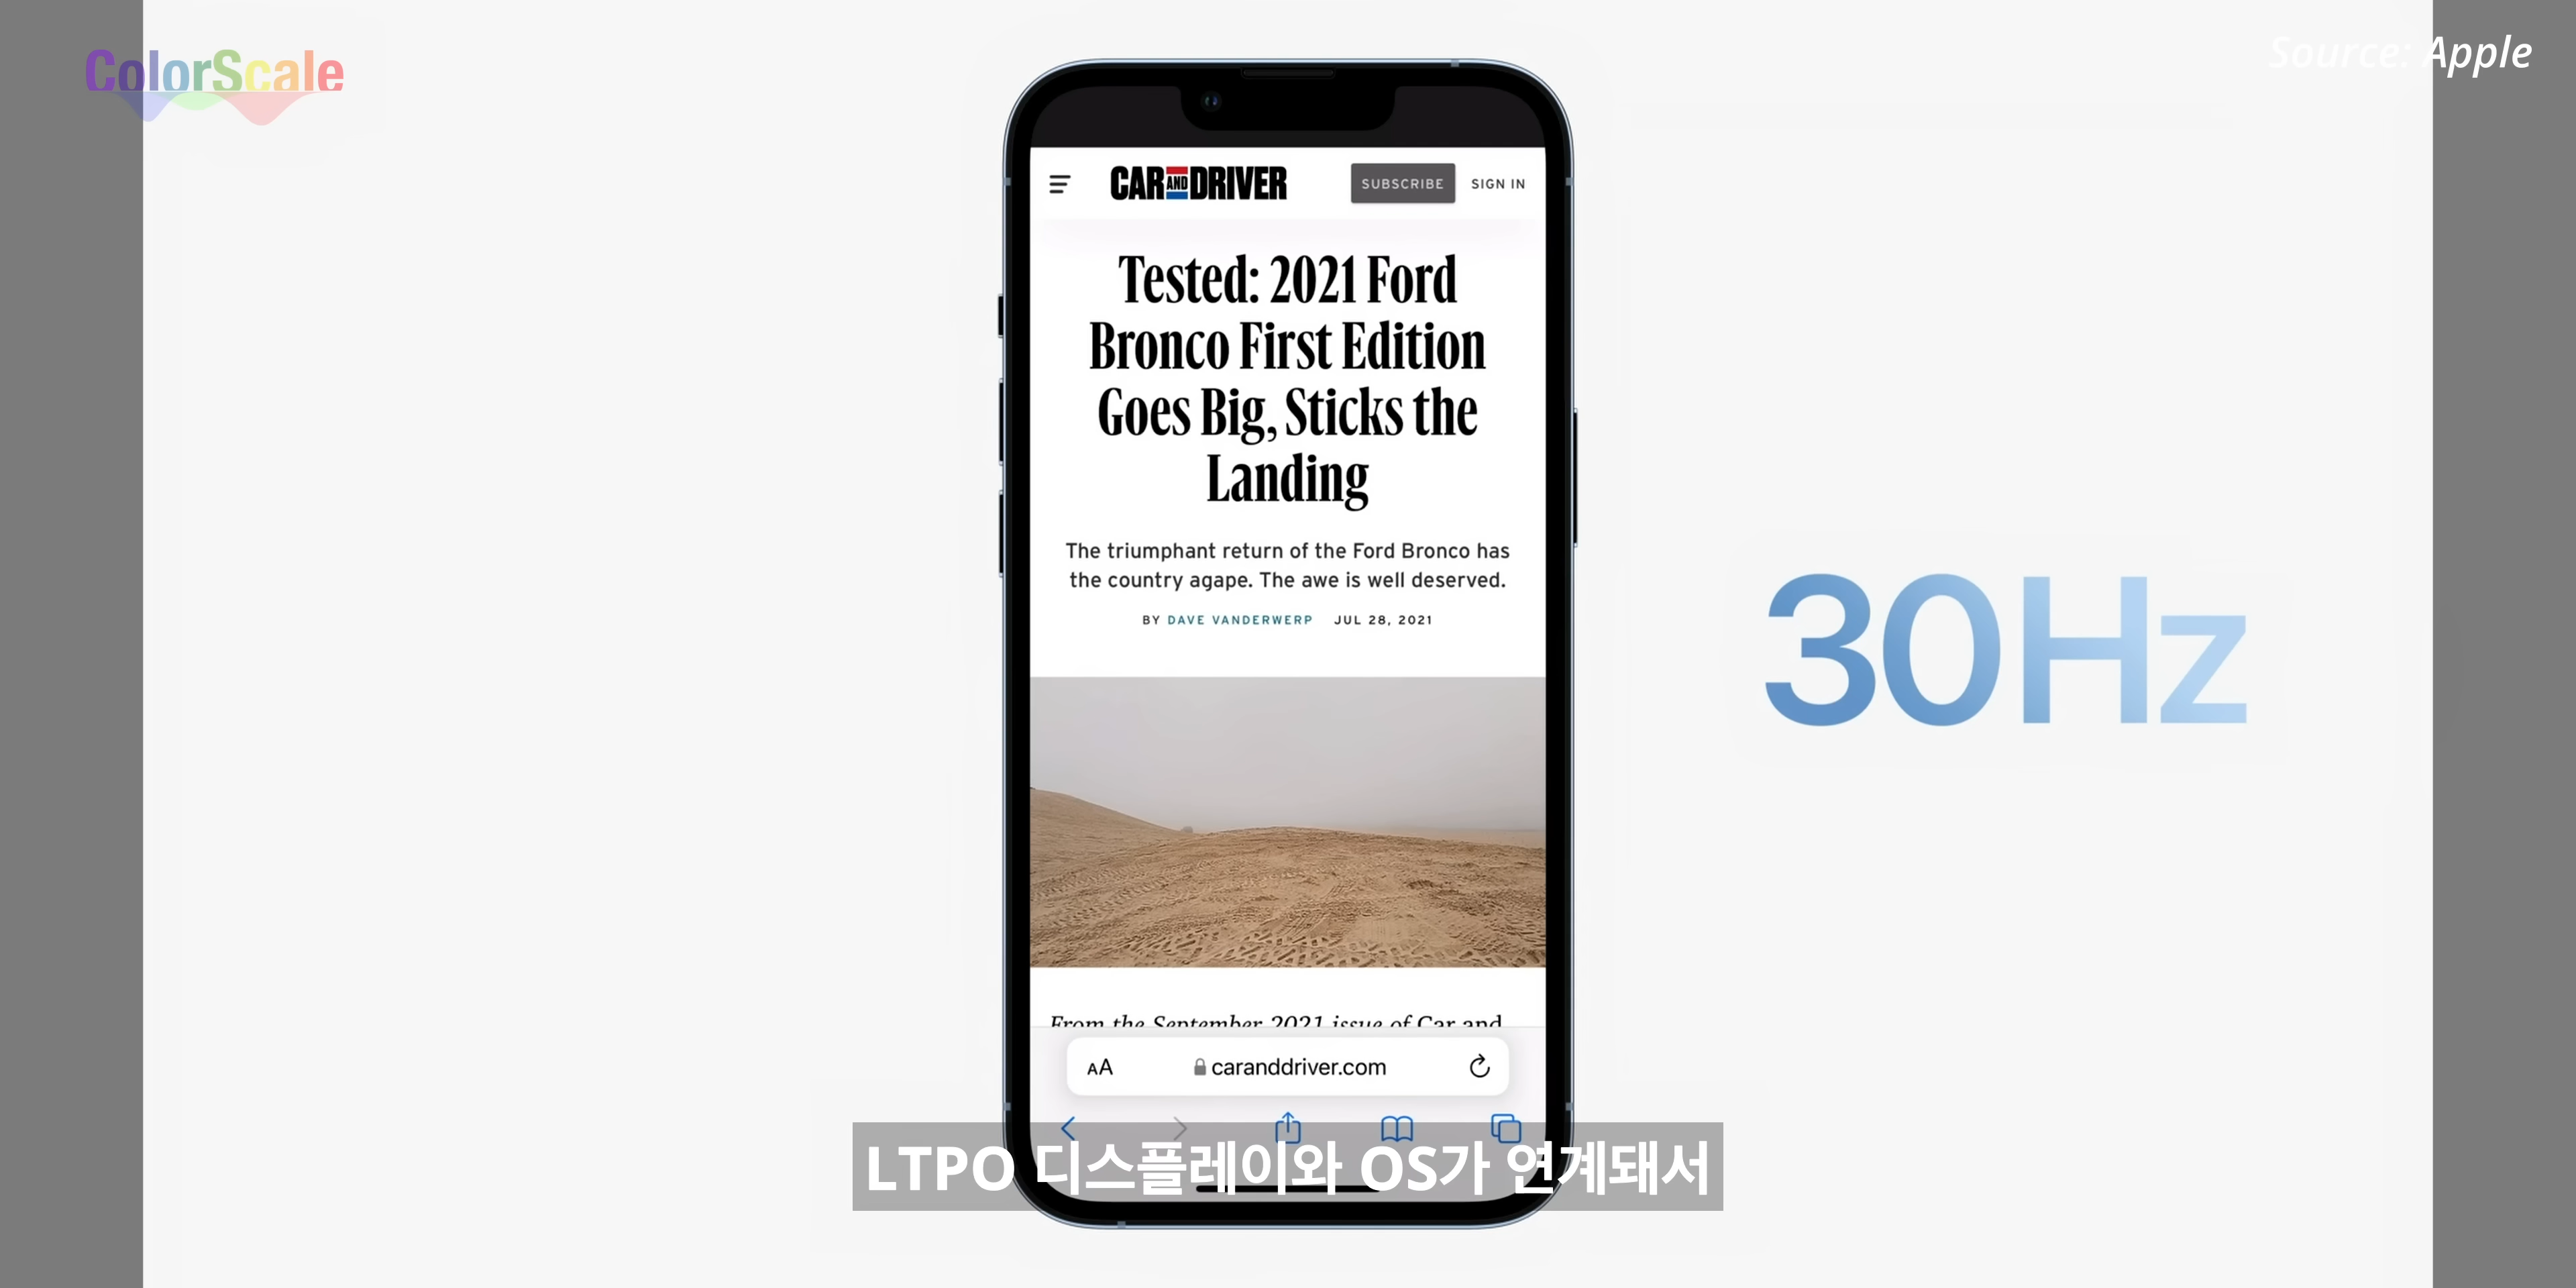 ColorScale
Source: Apple
CAR AND DRIVER
SUBSCRIBE
SIGN IN
Tested: 2021 Ford
Bronco First Edition
Goes Big, Sticks the
Landing
The triumphant return of the Ford Bronco has
the country agape. The awe is well deserved.
BY DAVE VANDERWERP JUL 28, 2021
30Hz
From the September 2021 issue of Car and
AA
caranddriver.com
LTPO 디스플레이와 OS가 연계돼서